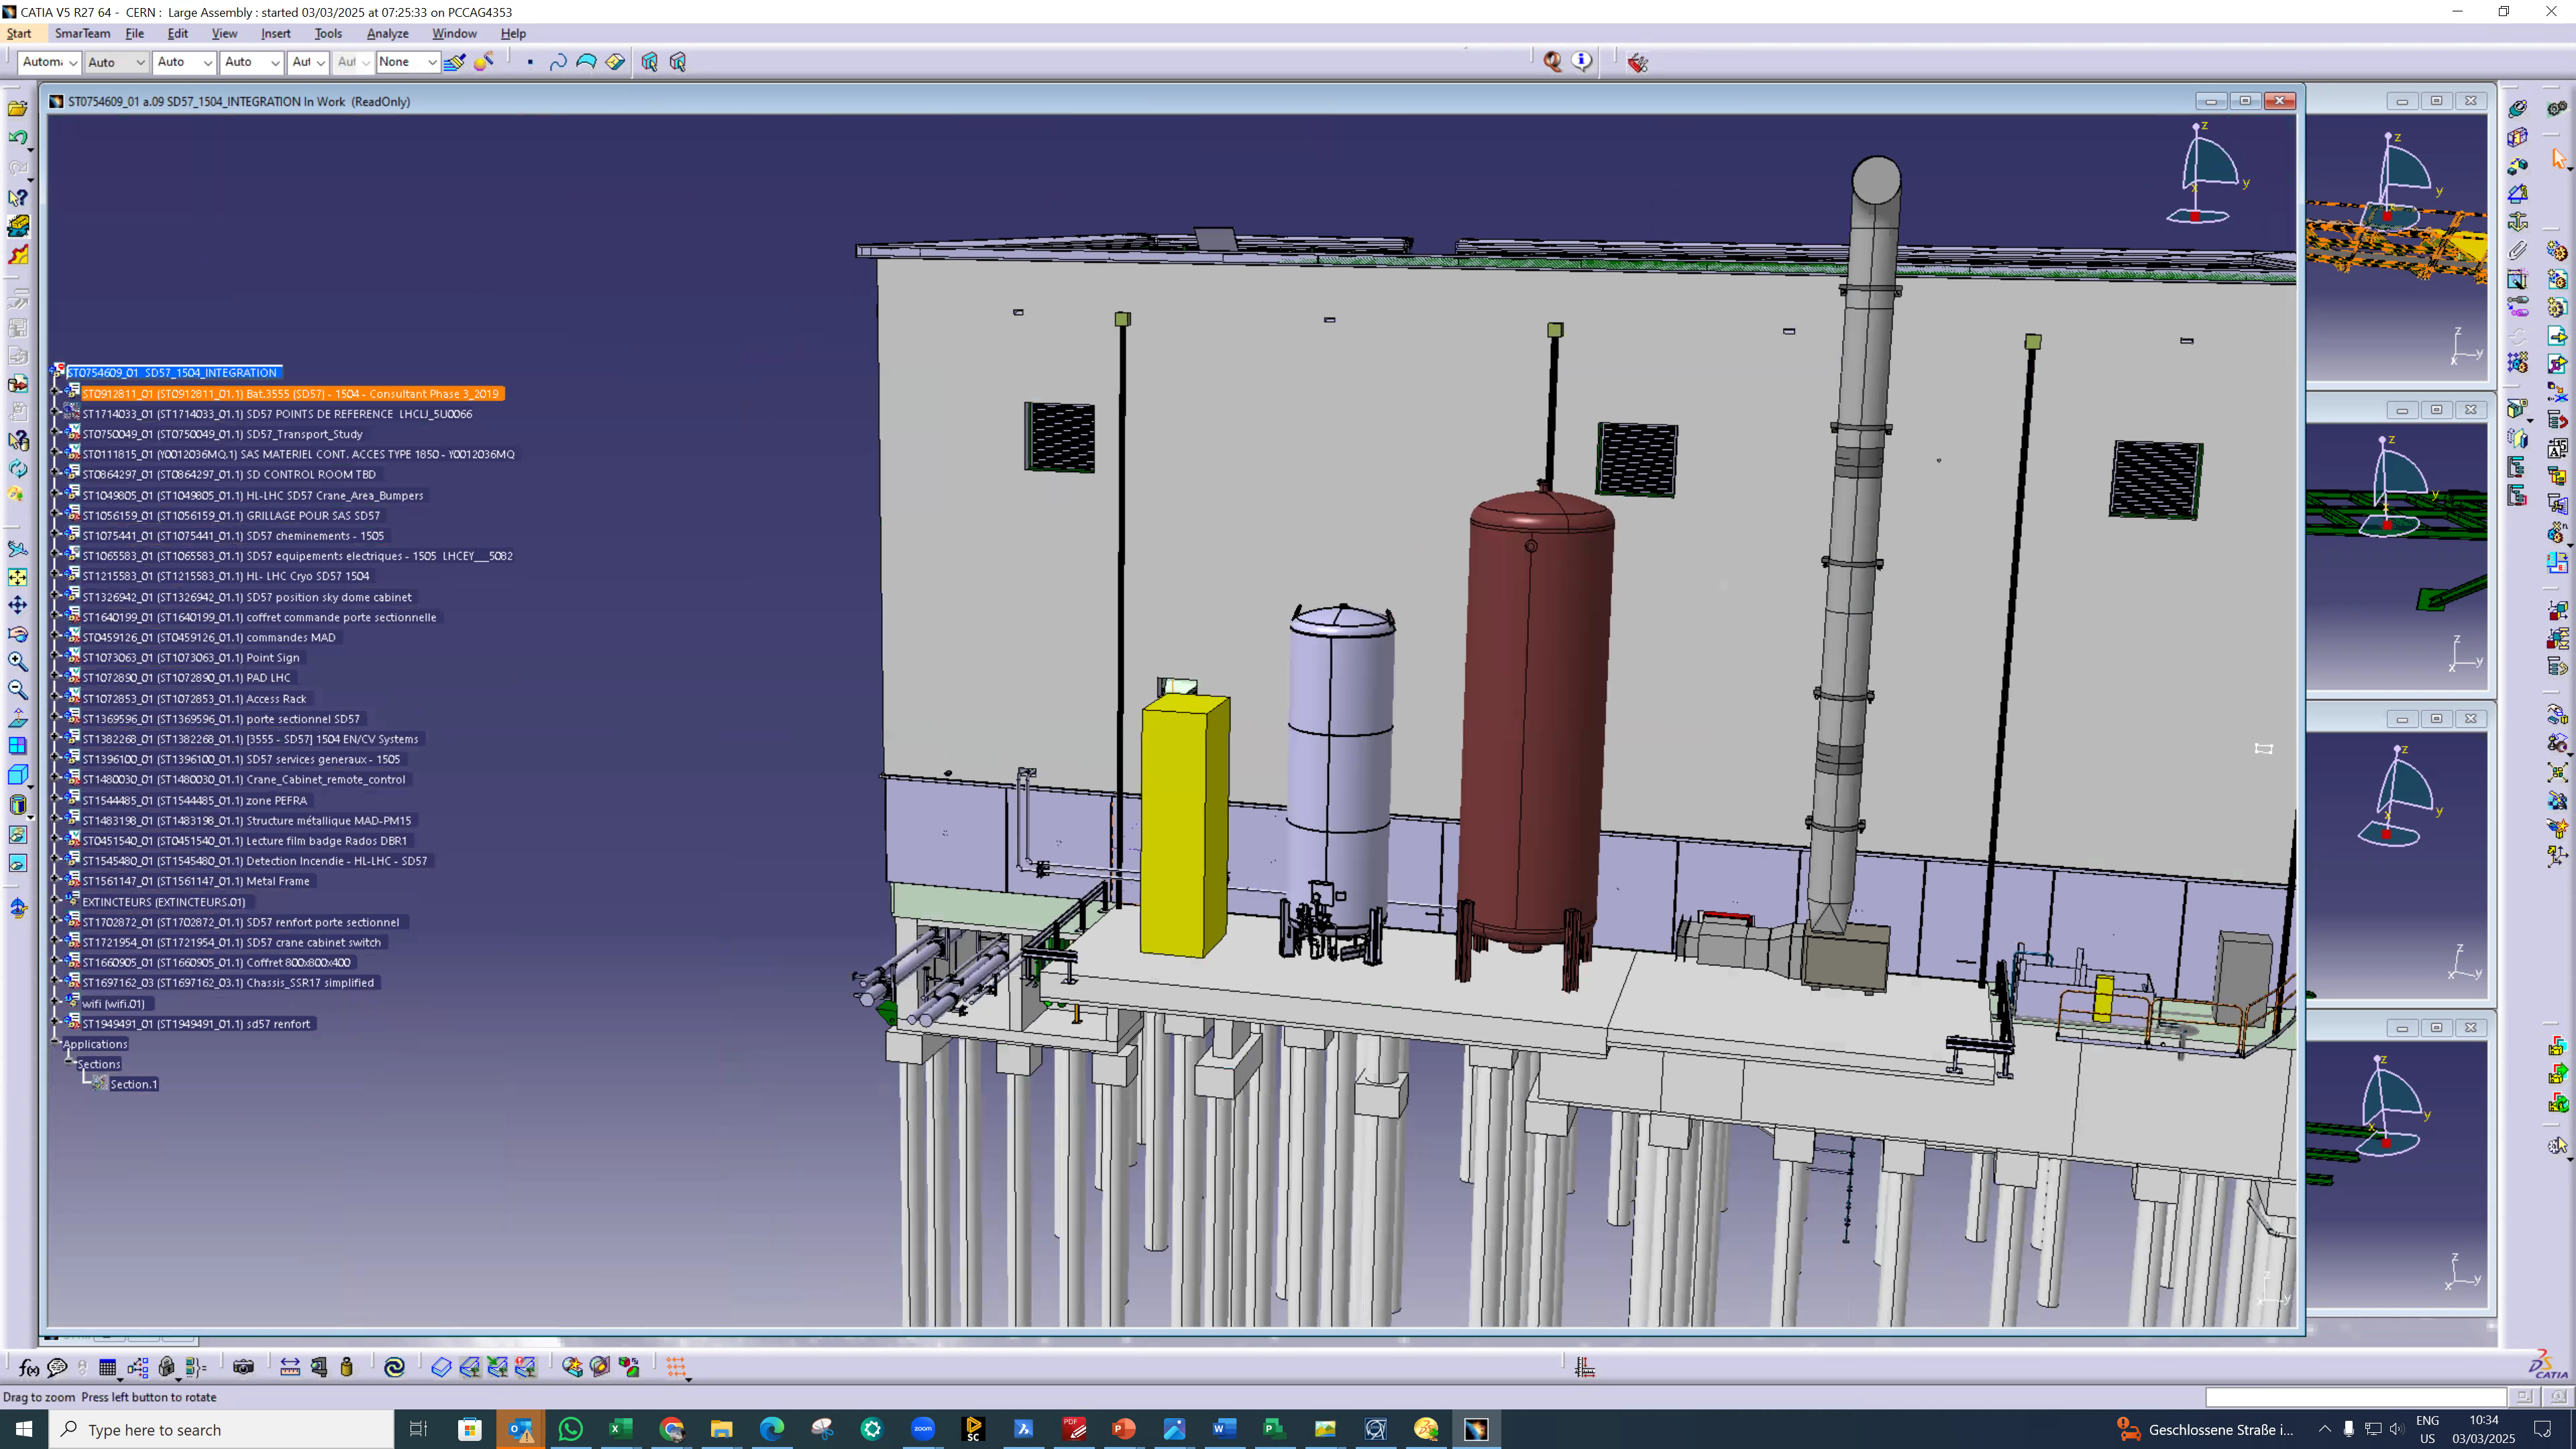 CATIA V5 R27 64 - CERN : Large Assembly : started 03/03/2025 at 07:25:33 on PCCAG4353
Start SmarTeam File Edit View Insert Tools Analyze Window Help
Auto Auto Auto None
ST0754609_01 a.09 SD57_1504_INTEGRATION In Work (ReadOnly)
ST0754609_01 SD57_1504_INTEGRATION
ST0912811_01 (ST0912811_01.1) Bat.3555 (SD57) - 1504 - Consultant Phase 3_2019
ST1714033_01 (ST1714033_01.1) SD57 POINTS DE REFERENCE LHCLJ_5U0066
ST0750049_01 (ST0750049_01.1) SD57_Transport_Study
ST0111815_01 (Y0012036MQ.1) SAS MATERIEL CONT. ACCES TYPE 1850 - Y0012036MQ
ST0864297_01 (ST0864297_01.1) SD CONTROL ROOM TBD
ST1049805_01 (ST1049805_01.1) HL-LHC SD57 Crane_Area_Bumpers
ST1056159_01 (ST1056159_01.1) GRILLAGE POUR SAS SD57
ST1075441_01 (ST1075441_01.1) SD57 cheminements - 1505
ST1065583_01 (ST1065583_01.1) SD57 equipements electriques - 1505 LHCEY___5082
ST1215583_01 (ST1215583_01.1) HL- LHC Cryo SD57 1504
ST1326942_01 (ST1326942_01.1) SD57 position sky dome cabinet
ST1640199_01 (ST1640199_01.1) coffret commande porte sectionnelle
ST0459126_01 (ST0459126_01.1) commandes MAD
ST1073063_01 (ST1073063_01.1) Point Sign
ST1072890_01 (ST1072890_01.1) PAD LHC
ST1072853_01 (ST1072853_01.1) Access Rack
ST1369596_01 (ST1369596_01.1) porte sectionnel SD57
ST1382268_01 (ST1382268_01.1) [3555 - SD57] 1504 EN/CV Systems
ST1396100_01 (ST1396100_01.1) SD57 services generaux - 1505
ST1480030_01 (ST1480030_01.1) Crane_Cabinet_remote_control
ST1544485_01 (ST1544485_01.1) zone PEFRA
ST1483198_01 (ST1483198_01.1) Structure métallique MAD-PM15
ST0451540_01 (ST0451540_01.1) Lecture film badge Rados DBR1
ST1545480_01 (ST1545480_01.1) Detection Incendie - HL-LHC - SD57
ST1561147_01 (ST1561147_01.1) Metal Frame
EXTINCTEURS (EXTINCTEURS.01)
ST1702872_01 (ST1702872_01.1) SD57 renfort porte sectionnel
ST1721954_01 (ST1721954_01.1) SD57 crane cabinet switch
ST1660905_01 (ST1660905_01.1) Coffret 800x800x400
ST1697162_03 (ST1697162_03.1) Chassis_SSR17 simplified
wifi (wifi.01)
ST1949491_01 (ST1949491_01.1) sd57 renfort
Applications
Sections
Section.1
z
y
x
z
y
z
y
x
z
y
x
z
y
x
z
y
x
z
y
x
z
y
x
z
y
x
CATIA
Drag to zoom Press left button to rotate
Type here to search
zoom
SC
PDF
Geschlossene Straße i...
ENG
US
10:34
03/03/2025